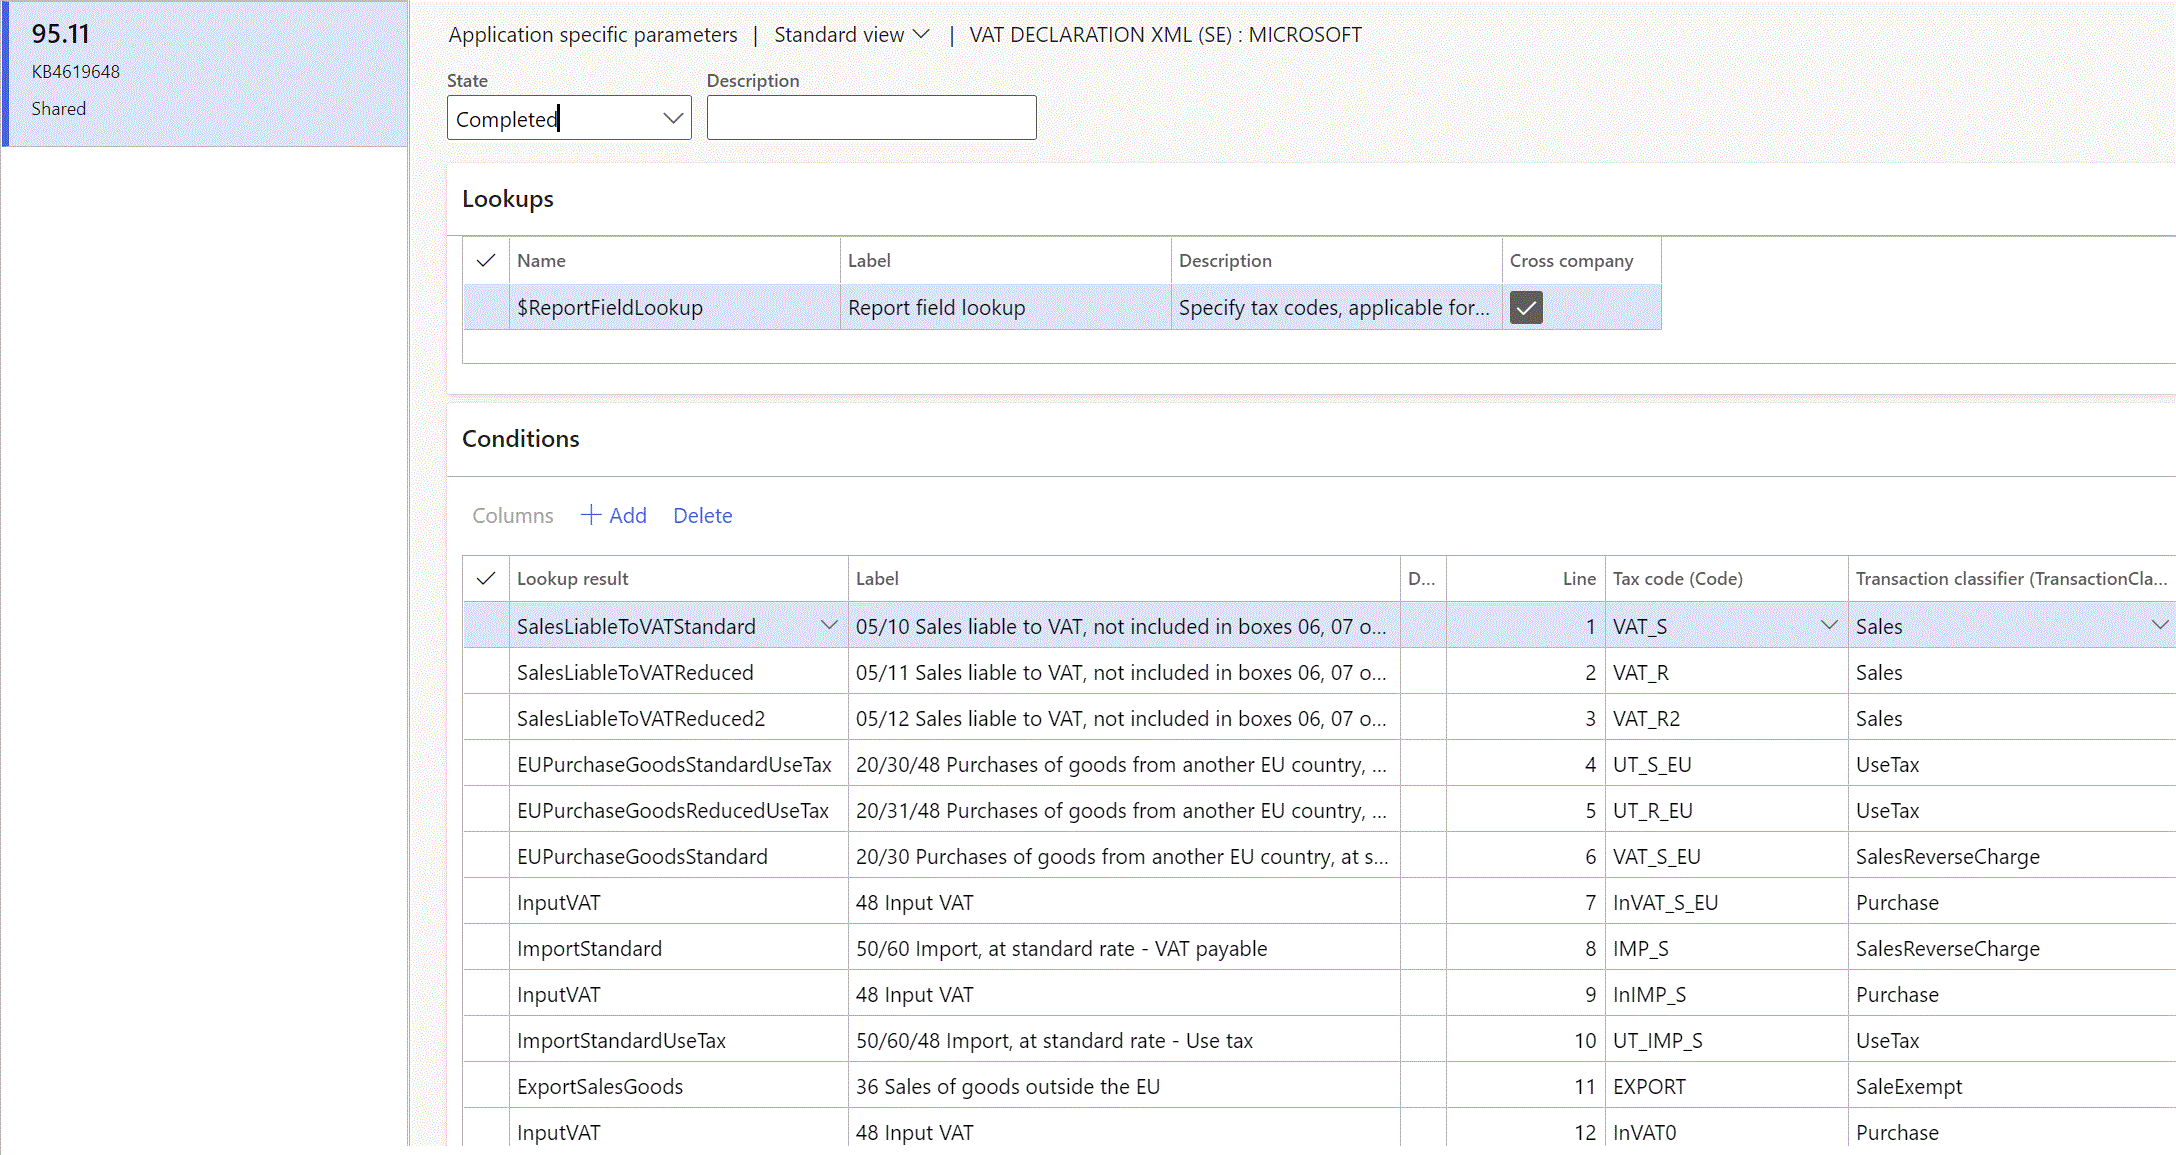 95.11
KB4619648
Shared
Application specific parameters | Standard view | VAT DECLARATION XML (SE) : MICROSOFT
State Description
Completed
Lookups
Name Label Description Cross company
$ReportFieldLookup Report field lookup Specify tax codes, applicable for...
Conditions
Columns + Add Delete
Lookup result Label D... Line Tax code (Code) Transaction classifier (TransactionCla...
SalesLiableToVATStandard 05/10 Sales liable to VAT, not included in boxes 06, 07 o... 1 VAT_S Sales
SalesLiableToVATReduced 05/11 Sales liable to VAT, not included in boxes 06, 07 o... 2 VAT_R Sales
SalesLiableToVATReduced2 05/12 Sales liable to VAT, not included in boxes 06, 07 o... 3 VAT_R2 Sales
EUPurchaseGoodsStandardUseTax 20/30/48 Purchases of goods from another EU country, ... 4 UT_S_EU UseTax
EUPurchaseGoodsReducedUseTax 20/31/48 Purchases of goods from another EU country, ... 5 UT_R_EU UseTax
EUPurchaseGoodsStandard 20/30 Purchases of goods from another EU country, at s... 6 VAT_S_EU SalesReverseCharge
InputVAT 48 Input VAT 7 InVAT_S_EU Purchase
ImportStandard 50/60 Import, at standard rate - VAT payable 8 IMP_S SalesReverseCharge
InputVAT 48 Input VAT 9 InIMP_S Purchase
ImportStandardUseTax 50/60/48 Import, at standard rate - Use tax 10 UT_IMP_S UseTax
ExportSalesGoods 36 Sales of goods outside the EU 11 EXPORT SaleExempt
InputVAT 48 Input VAT 12 InVAT0 Purchase